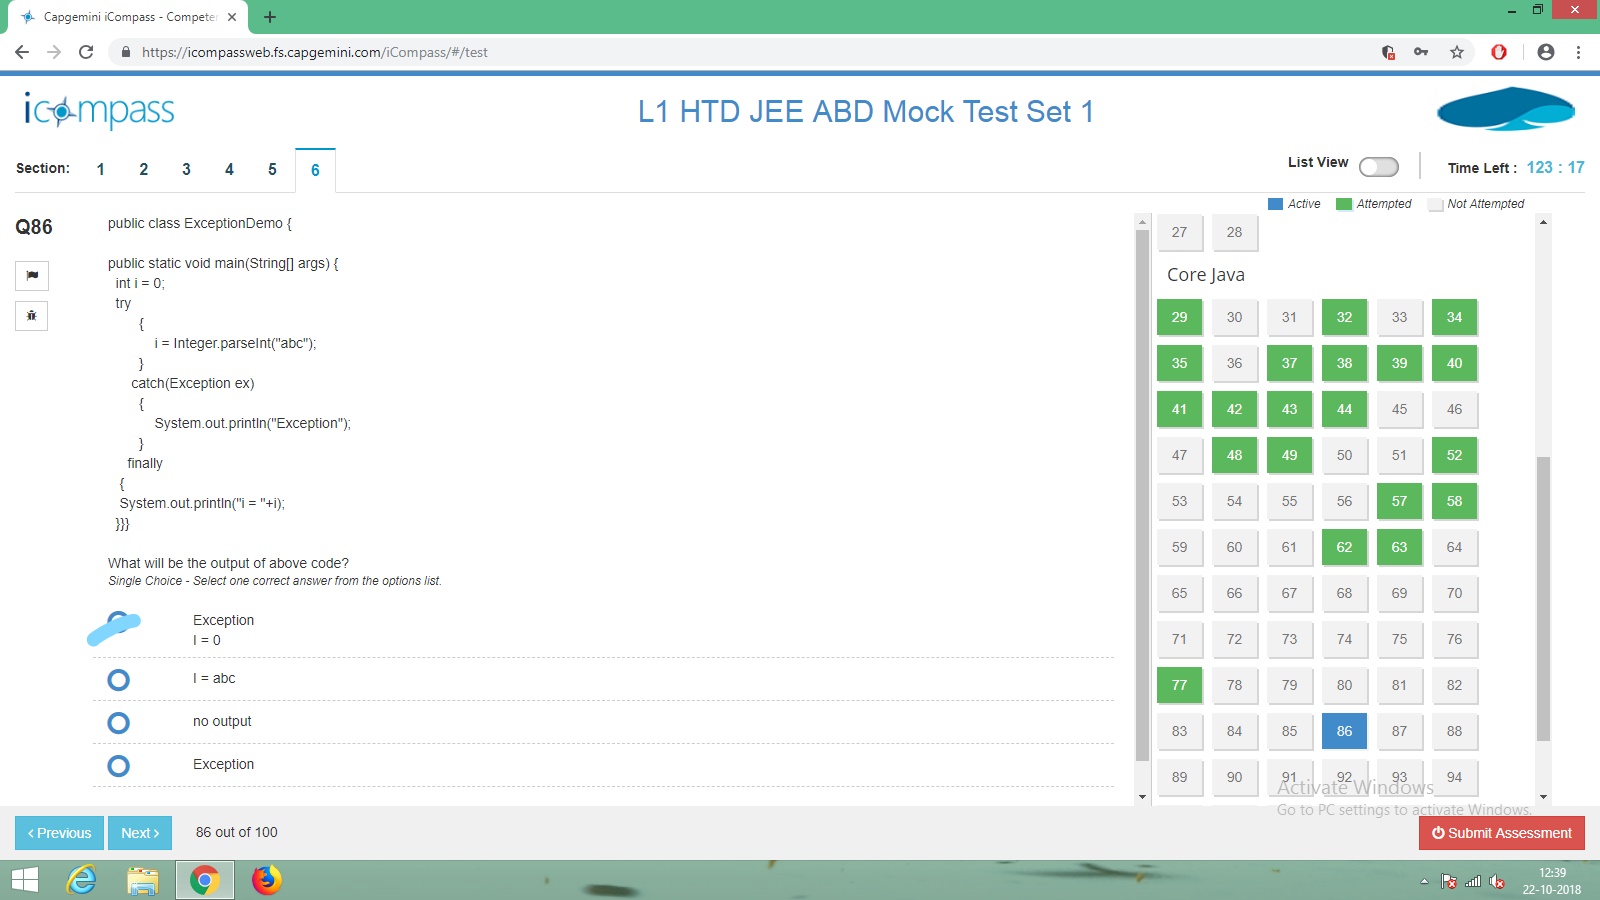 Capgemini iCompass - Compete
https://icompassweb.fs.capgemini.com/iCompass/#/test
icompass
L1 HTD JEE ABD Mock Test Set 1
Section: 1 2 3 4 5 6
List View
Time Left : 123 : 17
Active Attempted Not Attempted
Q86
public class ExceptionDemo {
public static void main(String[] args) {
int i = 0;
try
{
i = Integer.parseInt("abc");
}
catch(Exception ex)
{
System.out.println("Exception");
}
finally
{
System.out.println("i = "+i);
}}}
What will be the output of above code?
Single Choice - Select one correct answer from the options list.
Exception
I = 0
I = abc
no output
Exception
27 28
Core Java
29 30 31 32 33 34
35 36 37 38 39 40
41 42 43 44 45 46
47 48 49 50 51 52
53 54 55 56 57 58
59 60 61 62 63 64
65 66 67 68 69 70
71 72 73 74 75 76
77 78 79 80 81 82
83 84 85 86 87 88
89 90 91 92 93 94
Activate Windows
Go to PC settings to activate Windows.
Previous Next 86 out of 100
Submit Assessment
12:39
22-10-2018